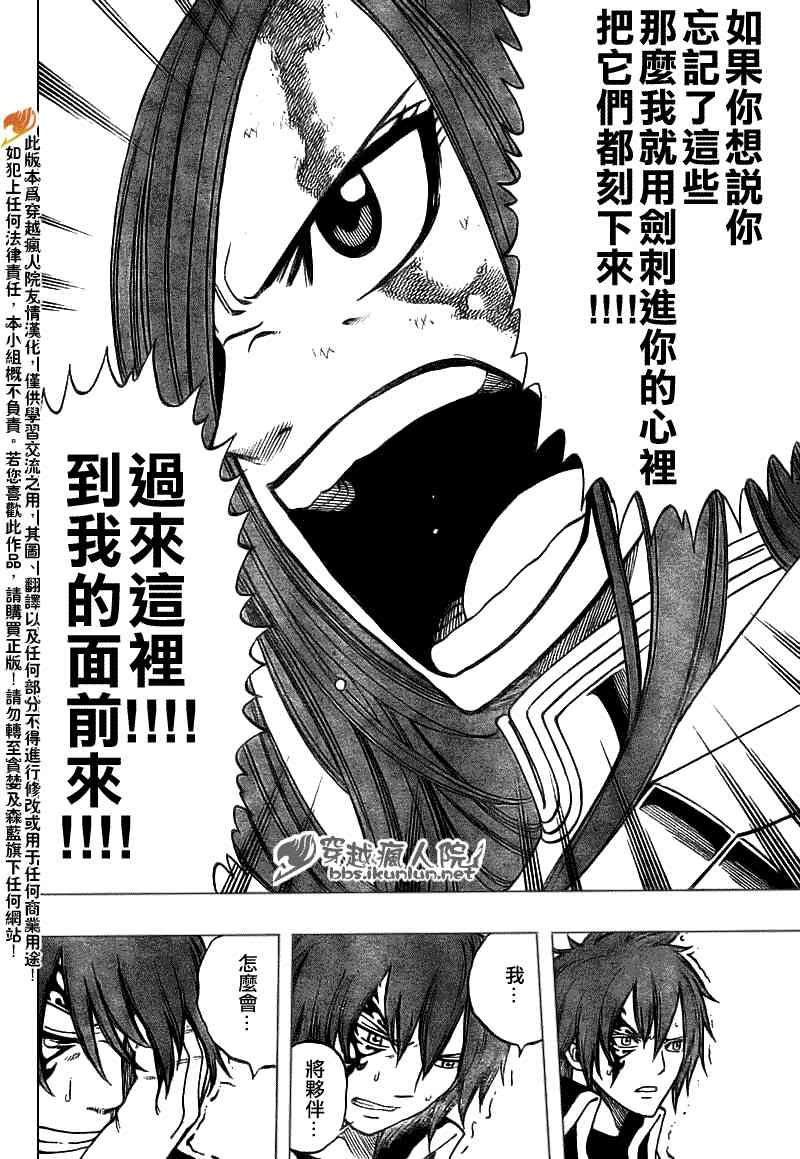 如果你想說你
忘記了這些
那麼我就用劍刺進你的心裡
把它們都刻下來!!!!
過來這裡!!!!
到我的面前來!!!!
穿越瘋人院
bbs.ikunlun.net
我…
將夥伴…
怎麼會…
此版本爲穿越瘋人院友情漢化，僅供學習交流之用，其圖、翻譯以及任何部分不得進行修改或用于任何商業用途！
如犯上任何法律責任，本小組概不負責。若您喜歡此作品，請購買正版！請勿轉至貪婪及森藍旗下任何網站！